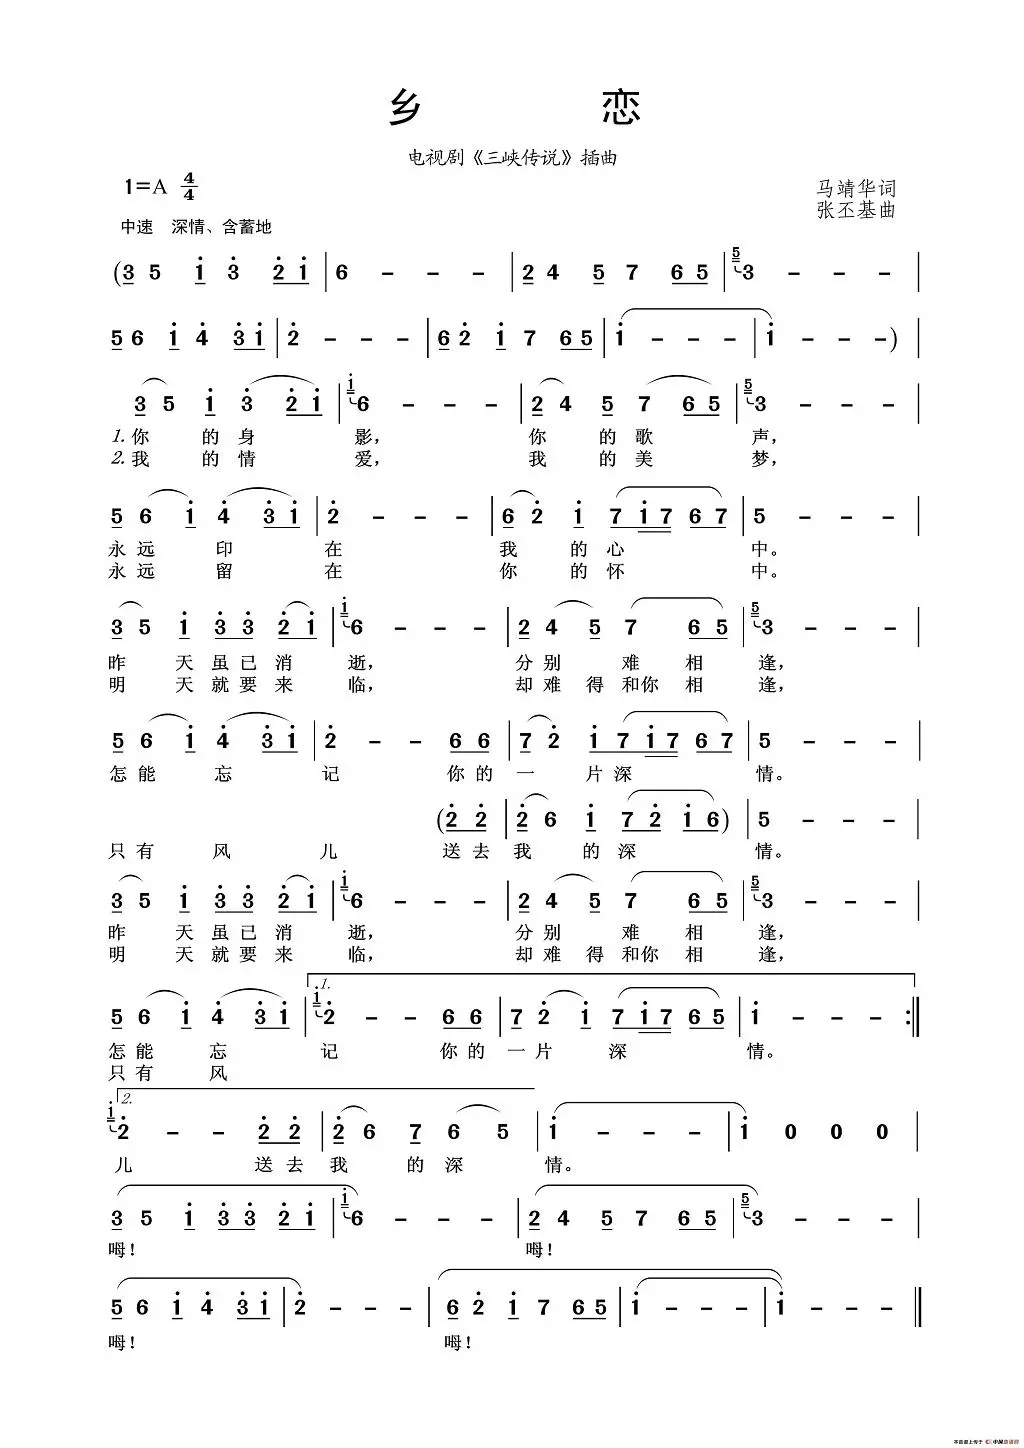 乡 恋
电视剧《三峡传说》插曲
1=A 4/4
马靖华词
张丕基曲
中速 深情、含蓄地
(3 5 1 3 2 1 | 6 - - - | 2 4 5 7 6 5 | 5 3 - - - |
5 6 1 4 3 1 | 2 - - - | 6 2 1 7 6 5 | 1 - - - | 1 - - - ) |
3 5 1 3 2 1 | 1 6 - - - | 2 4 5 7 6 5 | 5 3 - - - |
1. 你 的 身 影， 你 的 歌 声，
2. 我 的 情 爱， 我 的 美 梦，
5 6 1 4 3 1 | 2 - - - | 6 2 1 7 1 7 6 7 | 5 - - - |
永 远 印 在 我 的 心 中。
永 远 留 在 你 的 怀 中。
3 5 1 3 3 2 1 | 1 6 - - - | 2 4 5 7 6 5 | 5 3 - - - |
昨 天 虽 已 消 逝， 分 别 难 相 逢，
明 天 就 要 来 临， 却 难 得 和你 相 逢，
5 6 1 4 3 1 | 2 - - 6 6 | 7 2 1 7 1 7 6 7 | 5 - - - |
怎 能 忘 记 你 的 一 片 深 情。
(2 2 | 2 6 1 7 2 1 6) | 5 - - - |
只 有 风 儿 送 去 我 的 深 情。
3 5 1 3 3 2 1 | 1 6 - - - | 2 4 5 7 6 5 | 5 3 - - - |
昨 天 虽 已 消 逝， 分 别 难 相 逢，
明 天 就 要 来 临， 却 难 得 和你 相 逢，
1.
5 6 1 4 3 1 | 1 2 - - 6 6 | 7 2 1 7 1 7 6 5 | 1 - - - :||
怎 能 忘 记 你 的 一 片 深 情。
只 有 风
2.
1 2 - - 2 2 | 2 6 7 6 5 | 1 - - - | 1 0 0 0 |
儿 送 去 我 的 深 情。
3 5 1 3 3 2 1 | 1 6 - - - | 2 4 5 7 6 5 | 5 3 - - - |
呣！ 呣！
5 6 1 4 3 1 | 2 - - - | 6 2 1 7 6 5 | 1 - - - | 1 - - - ||
呣！ 呣！